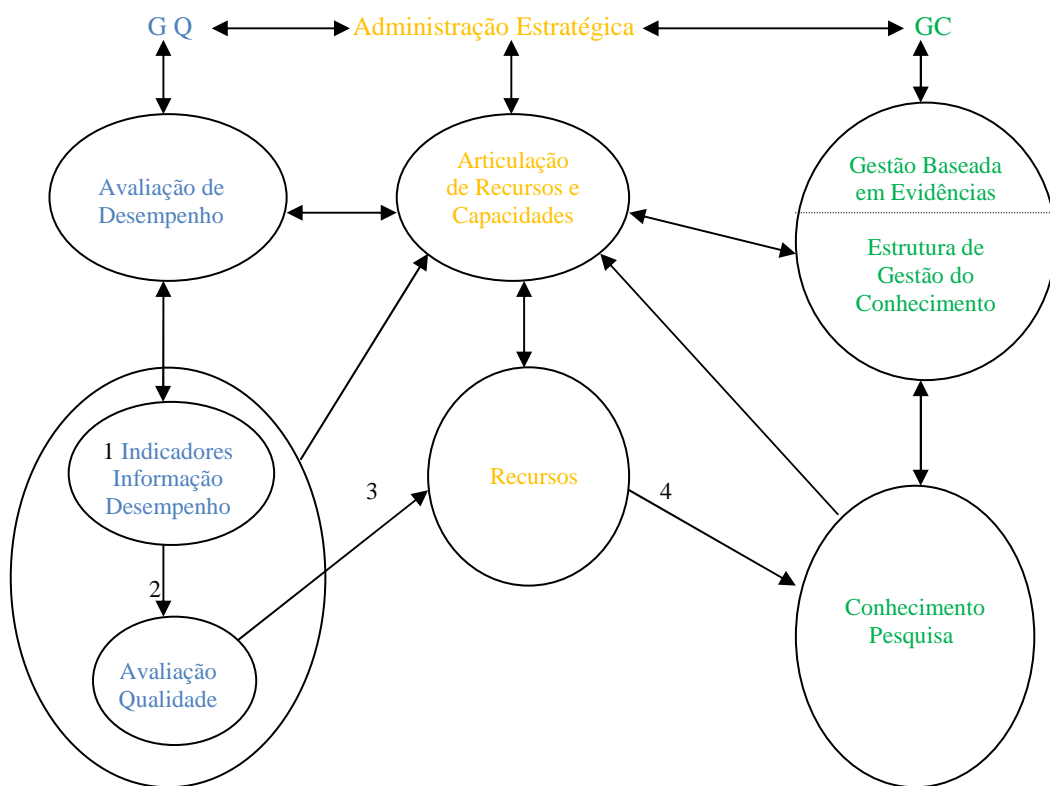 G Q
Administração Estratégica
GC
Avaliação de
Desempenho
Articulação
de Recursos e
Capacidades
Gestão Baseada
em Evidências
Estrutura de
Gestão do
Conhecimento
1 Indicadores
Informação
Desempenho
2
Avaliação
Qualidade
3
Recursos
4
Conhecimento
Pesquisa